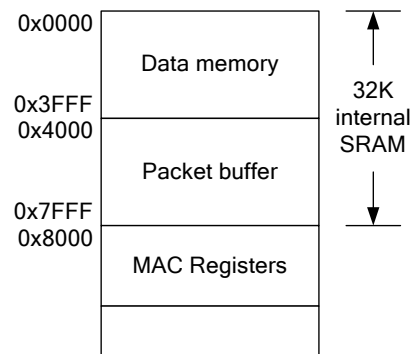 0x0000
Data memory
0x3FFF
0x4000
32K
internal
SRAM
Packet buffer
0x7FFF
0x8000
MAC Registers